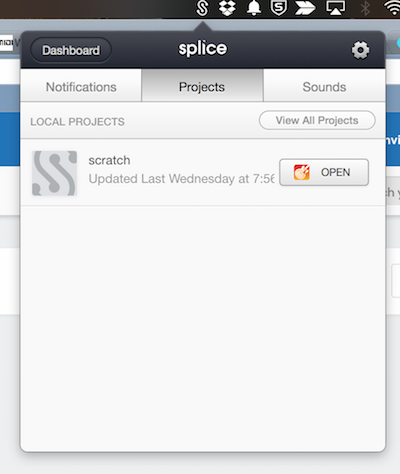 Dashboard
splice
Notifications
Projects
Sounds
LOCAL PROJECTS
View All Projects
scratch
Updated Last Wednesday at 7:56
OPEN